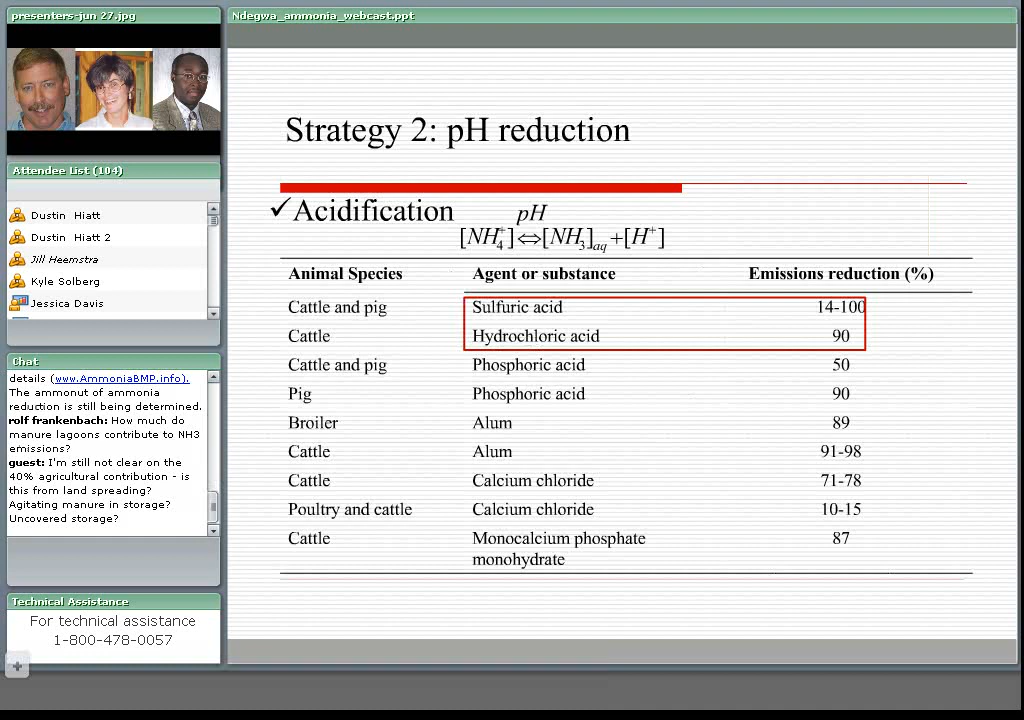 presenters-jun 27.jpg
Attendee List (104)
Dustin Hiatt
Dustin Hiatt 2
Jill Heemstra
Kyle Solberg
Jessica Davis
Chat
details (www.AmmoniaBMP.info).
The ammonut of ammonia
reduction is still being determined.
rolf frankenbach: How much do
manure lagoons contribute to NH3
emissions?
guest: I'm still not clear on the
40% agricultural contribution - is
this from land spreading?
Agitating manure in storage?
Uncovered storage?
Technical Assistance
For technical assistance
1-800-478-0057
Ndegwa_ammonia_webcast.ppt
Strategy 2: pH reduction
✓Acidification pH
[NH₄⁺]⇔[NH₃]aq+[H⁺]
Animal Species Agent or substance Emissions reduction (%)
Cattle and pig Sulfuric acid 14-100
Cattle Hydrochloric acid 90
Cattle and pig Phosphoric acid 50
Pig Phosphoric acid 90
Broiler Alum 89
Cattle Alum 91-98
Cattle Calcium chloride 71-78
Poultry and cattle Calcium chloride 10-15
Cattle Monocalcium phosphate 87
monohydrate